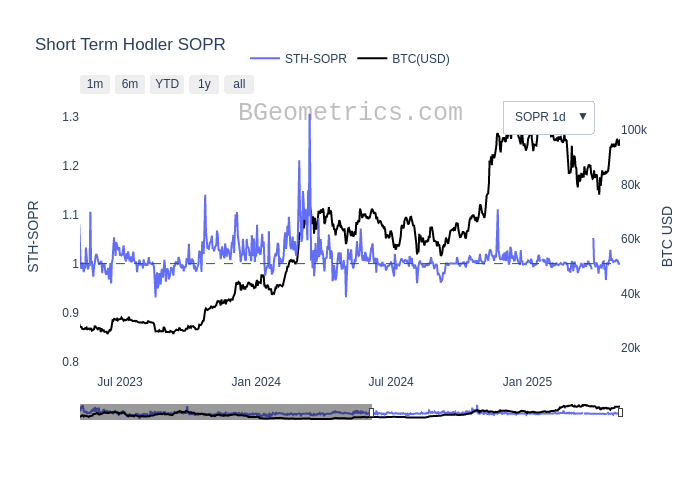 Short Term Hodler SOPR
STH-SOPR BTC(USD)
1m 6m YTD 1y all
BGeometrics.com
SOPR 1d ▼
1.3
1.2
1.1
1
0.9
0.8
STH-SOPR
100k
80k
60k
40k
20k
BTC USD
Jul 2023 Jan 2024 Jul 2024 Jan 2025